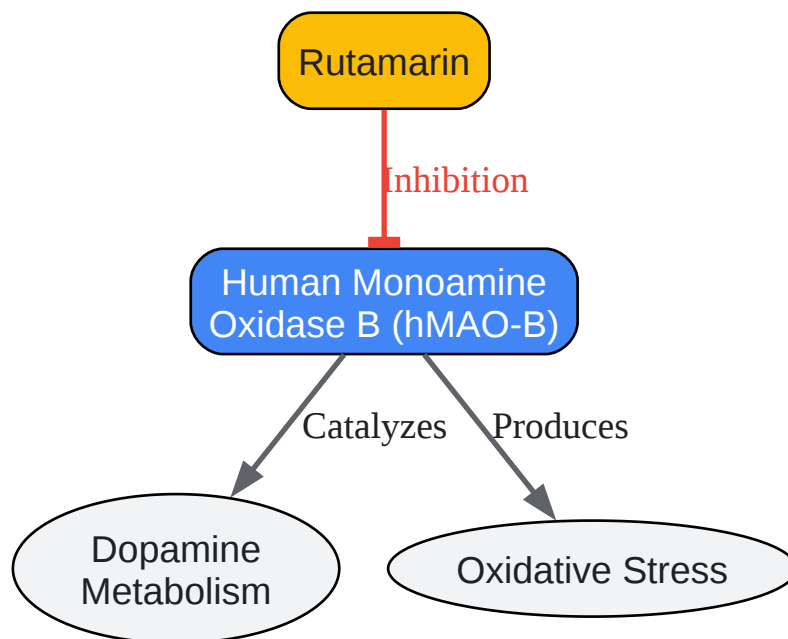 Rutamarin
Inhibition
Human Monoamine
Oxidase B (hMAO-B)
Catalyzes
Produces
Dopamine
Metabolism
Oxidative Stress